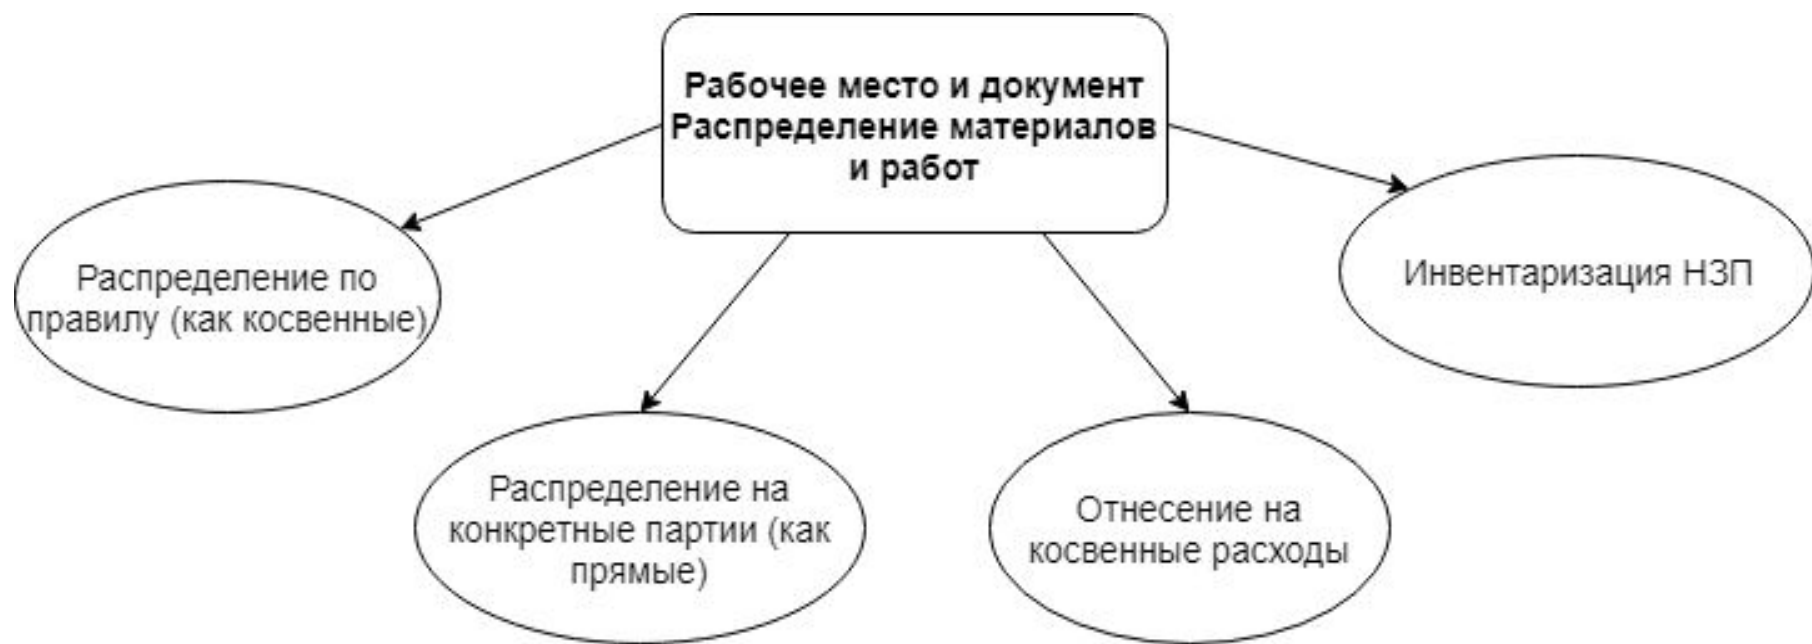 Рабочее место и документ
Распределение материалов
и работ
Распределение по
правилу (как косвенные)
Инвентаризация НЗП
Распределение на
конкретные партии (как
прямые)
Отнесение на
косвенные расходы